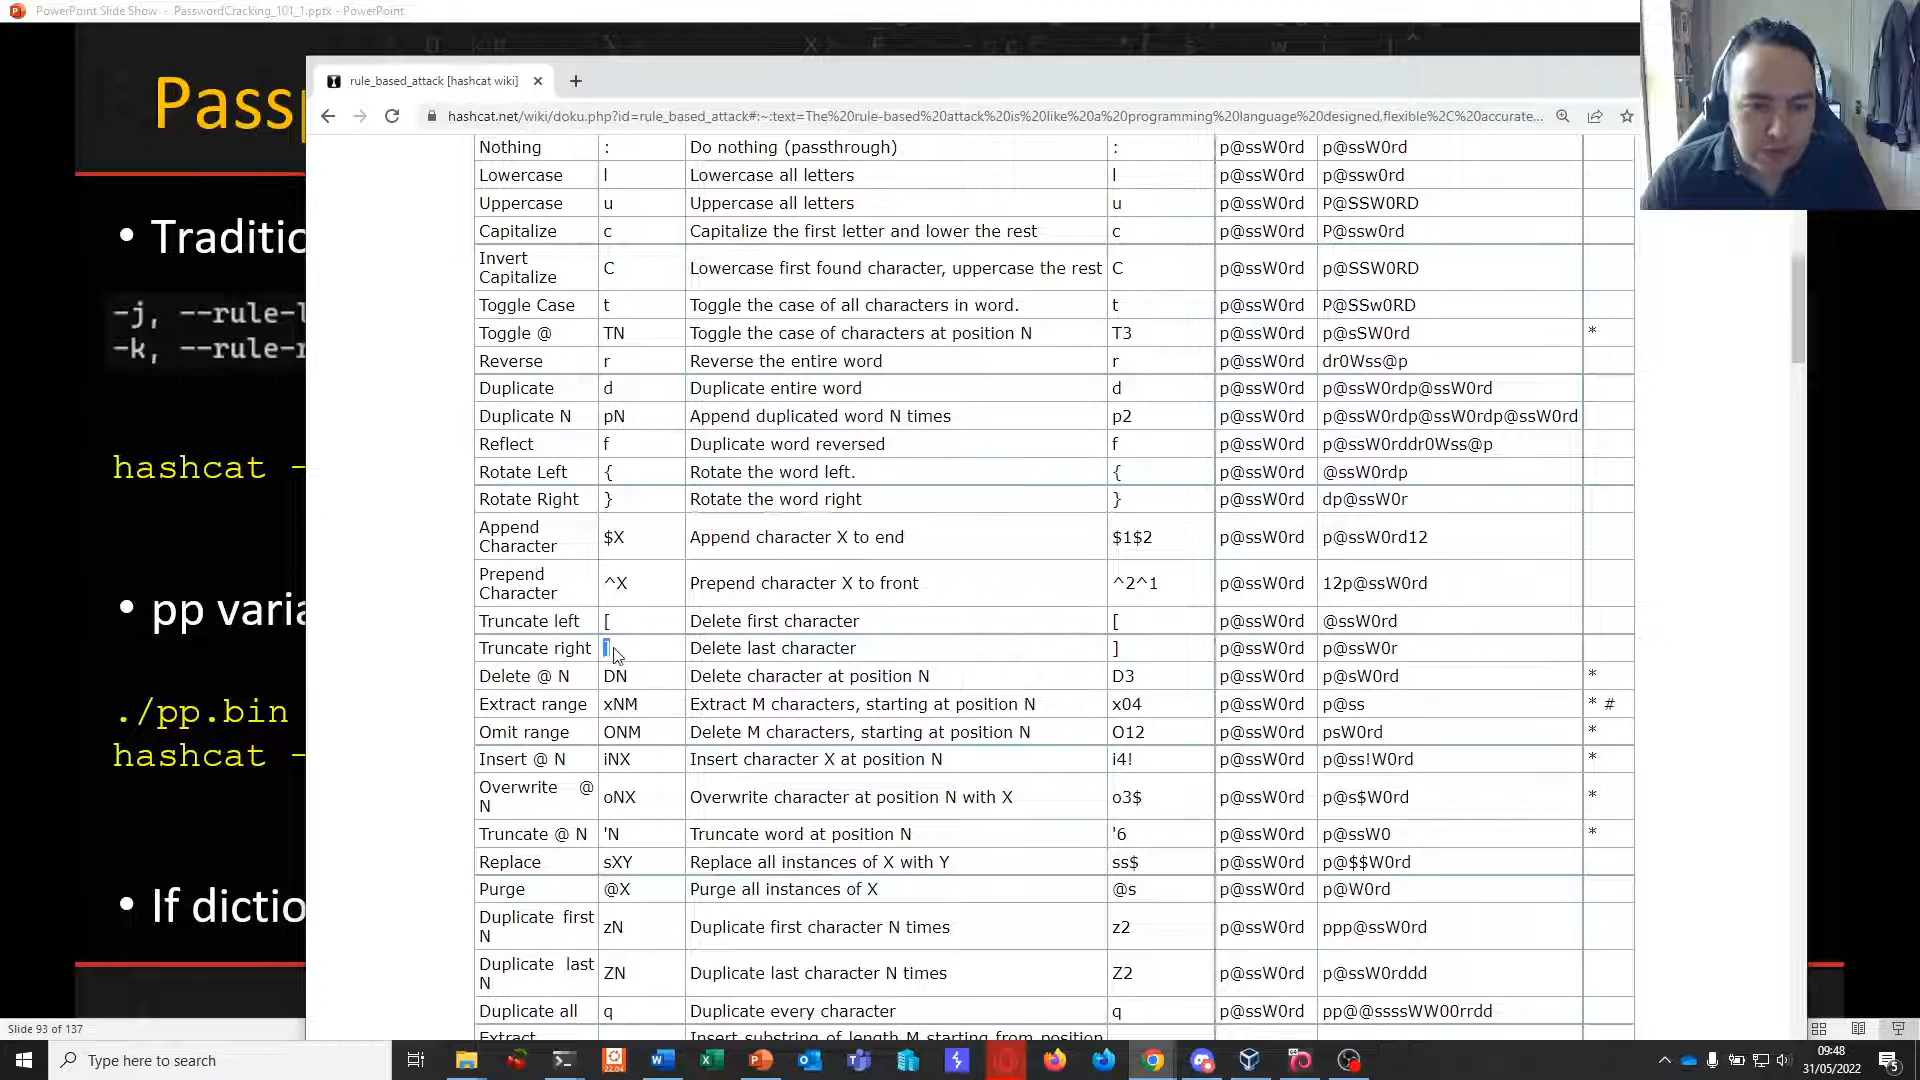 PowerPoint Slide Show - PasswordCracking_101_1.pptx - PowerPoint
Pass
rule_based_attack [hashcat wiki]
hashcat.net/wiki/doku.php?id=rule_based_attack#:~:text=The%20rule-based%20attack%20is%20like%20a%20programming%20language%20designed,flexible%2C%20accurate...
• Traditic
-j, --rule-l
-k, --rule-r
hashcat -
• pp varia
./pp.bin
hashcat -
• If dictio
Nothing : Do nothing (passthrough) : p@ssW0rd p@ssW0rd
Lowercase l Lowercase all letters l p@ssW0rd p@ssw0rd
Uppercase u Uppercase all letters u p@ssW0rd P@SSW0RD
Capitalize c Capitalize the first letter and lower the rest c p@ssW0rd P@ssw0rd
Invert
Capitalize C Lowercase first found character, uppercase the rest C p@ssW0rd p@SSW0RD
Toggle Case t Toggle the case of all characters in word. t p@ssW0rd P@SSw0RD
Toggle @ TN Toggle the case of characters at position N T3 p@ssW0rd p@sSW0rd *
Reverse r Reverse the entire word r p@ssW0rd dr0Wss@p
Duplicate d Duplicate entire word d p@ssW0rd p@ssW0rdp@ssW0rd
Duplicate N pN Append duplicated word N times p2 p@ssW0rd p@ssW0rdp@ssW0rdp@ssW0rd
Reflect f Duplicate word reversed f p@ssW0rd p@ssW0rddr0Wss@p
Rotate Left { Rotate the word left. { p@ssW0rd @ssW0rdp
Rotate Right } Rotate the word right } p@ssW0rd dp@ssW0r
Append
Character $X Append character X to end $1$2 p@ssW0rd p@ssW0rd12
Prepend
Character ^X Prepend character X to front ^2^1 p@ssW0rd 12p@ssW0rd
Truncate left [ Delete first character [ p@ssW0rd @ssW0rd
Truncate right ] Delete last character ] p@ssW0rd p@ssW0r
Delete @ N DN Delete character at position N D3 p@ssW0rd p@sW0rd *
Extract range xNM Extract M characters, starting at position N x04 p@ssW0rd p@ss * #
Omit range ONM Delete M characters, starting at position N O12 p@ssW0rd psW0rd *
Insert @ N iNX Insert character X at position N i4! p@ssW0rd p@ss!W0rd *
Overwrite @
N oNX Overwrite character at position N with X o3$ p@ssW0rd p@s$W0rd *
Truncate @ N 'N Truncate word at position N '6 p@ssW0rd p@ssW0 *
Replace sXY Replace all instances of X with Y ss$ p@ssW0rd p@$$W0rd
Purge @X Purge all instances of X @s p@ssW0rd p@W0rd
Duplicate first
N zN Duplicate first character N times z2 p@ssW0rd ppp@ssW0rd
Duplicate last
N ZN Duplicate last character N times Z2 p@ssW0rd p@ssW0rddd
Duplicate all q Duplicate every character q p@ssW0rd pp@@ssssWW00rrdd
Extract Insert substring of length M starting from position
Slide 93 of 137
Type here to search
22.04
09:48
31/05/2022
5